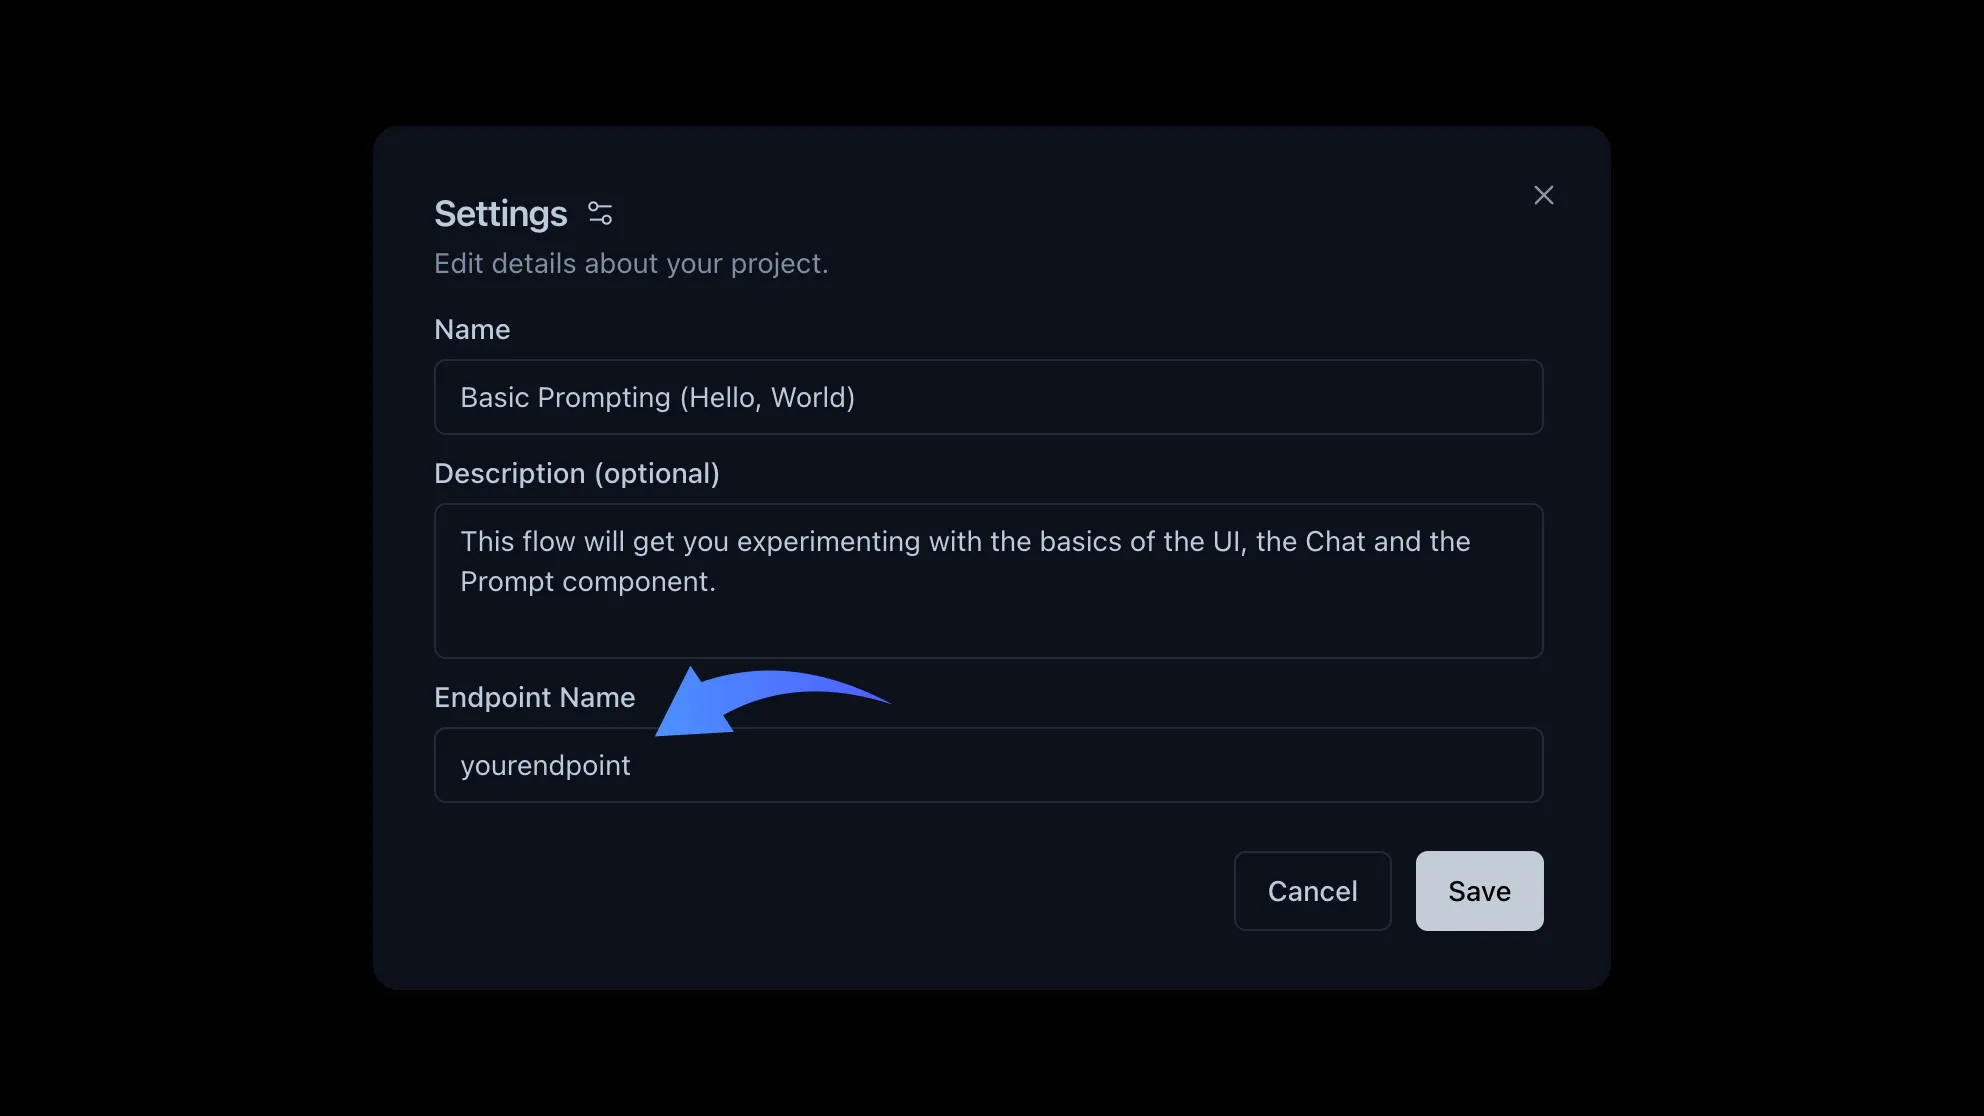 Settings
Edit details about your project.
Name
Basic Prompting (Hello, World)
Description (optional)
This flow will get you experimenting with the basics of the UI, the Chat and the
Prompt component.
Endpoint Name
yourendpoint
Cancel
Save